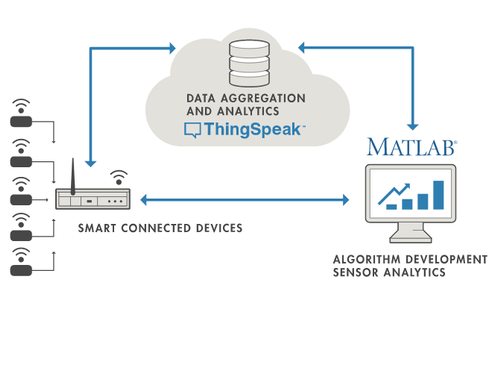 DATA AGGREGATION
AND ANALYTICS
ThingSpeak™
MATLAB®
SMART CONNECTED DEVICES
ALGORITHM DEVELOPMENT
SENSOR ANALYTICS